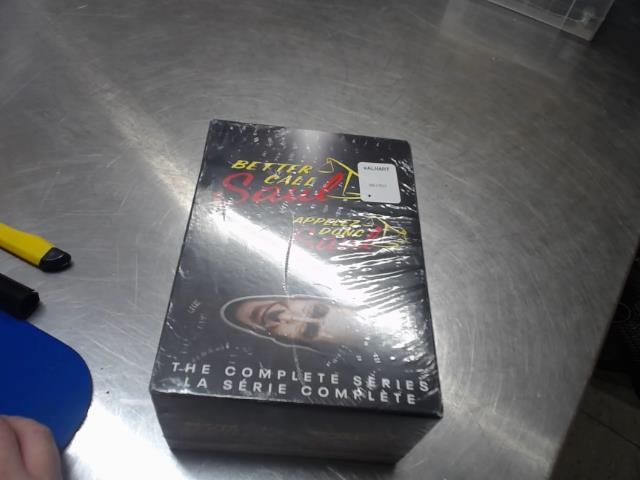 BETTER
CALL
Saul
WALMART
APPELEZ
DONC
Saul
THE COMPLETE SERIES
LA SÉRIE COMPLÈTE